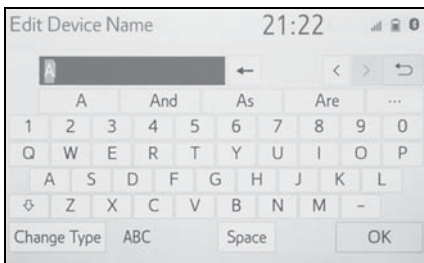 Edit Device Name 21:22
A ← < >
A And As Are ...
1 2 3 4 5 6 7 8 9 0
Q W E R T Y U I O P
A S D F G H J K L
Z X C V B N M -
Change Type ABC Space OK